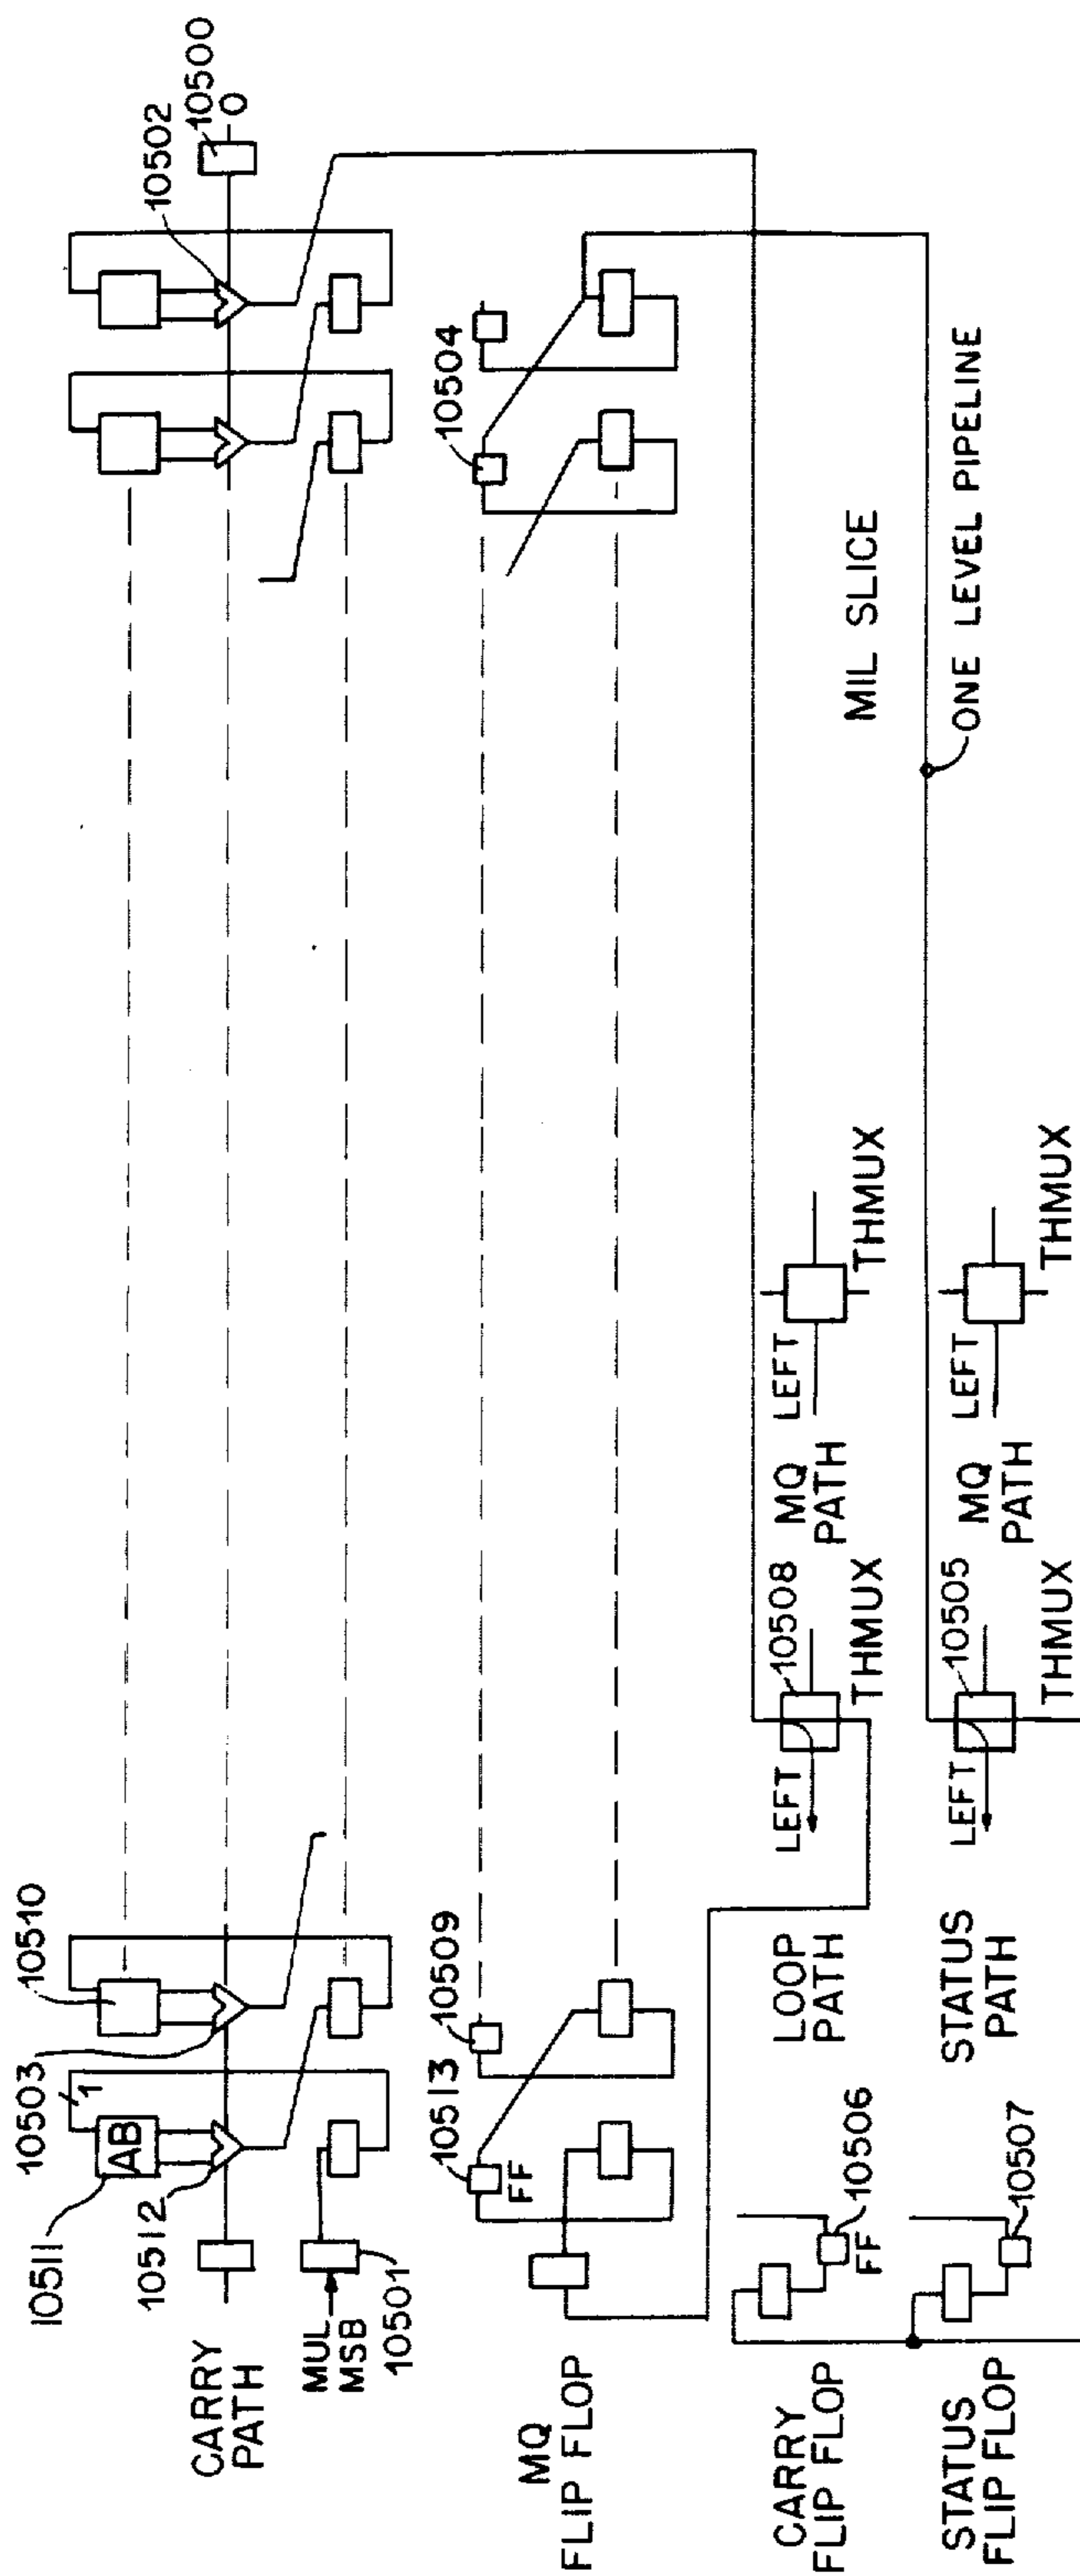 10511
10512
10503
10510
10502
10500
0
AB
1
CARRY
PATH
MUL
MSB
10501
10513
FF
10509
10504
MQ
FLIP FLOP
MIL SLICE
CARRY
FLIP FLOP
FF
10506
LOOP
PATH
LEFT
10508
THMUX
MQ
PATH
LEFT
THMUX
STATUS
FLIP FLOP
10507
STATUS
PATH
LEFT
10505
THMUX
MQ
PATH
LEFT
THMUX
ONE LEVEL PIPELINE